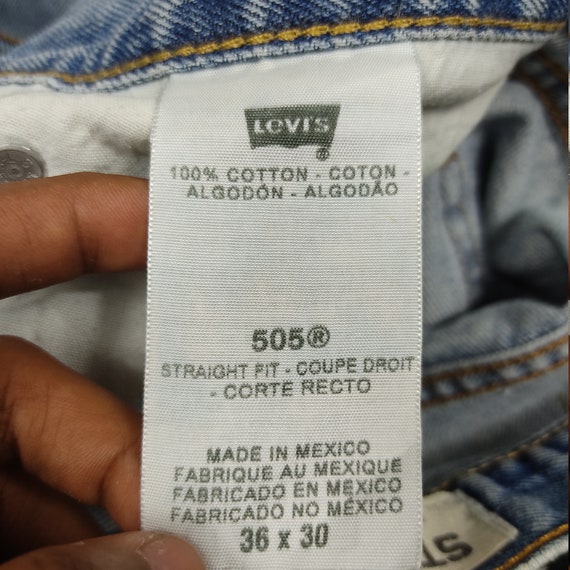 LEVI'S
®
100% COTTON - COTON -
ALGODÓN - ALGODÃO
505®
STRAIGHT FIT - COUPE DROIT
- CORTE RECTO
MADE IN MEXICO
FABRIQUE AU MEXIQUE
FABRICADO EN MÉXICO
FABRICADO NO MÉXICO
36 x 30